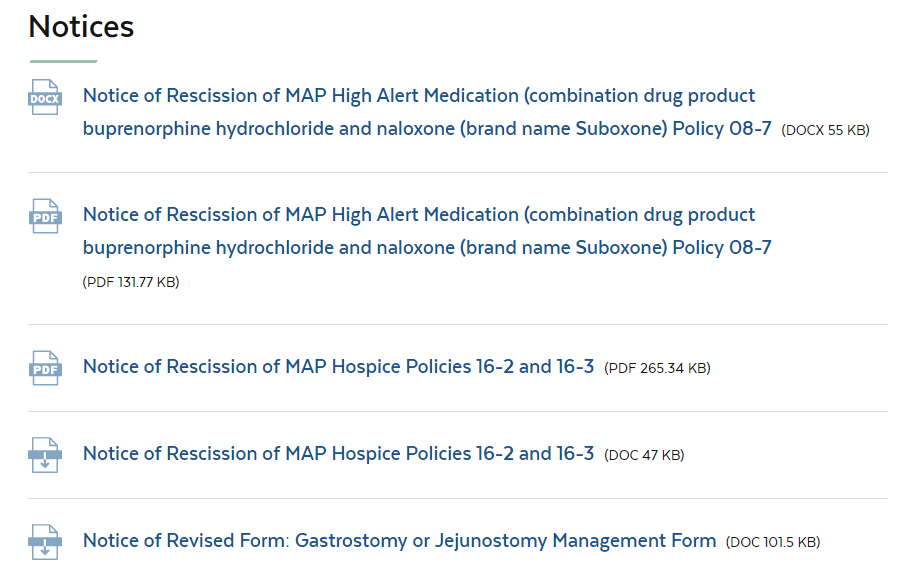 Notices
DOCX
Notice of Rescission of MAP High Alert Medication (combination drug product
buprenorphine hydrochloride and naloxone (brand name Suboxone) Policy 08-7 (DOCX 55 KB)
PDF
Notice of Rescission of MAP High Alert Medication (combination drug product
buprenorphine hydrochloride and naloxone (brand name Suboxone) Policy 08-7
(PDF 131.77 KB)
PDF
Notice of Rescission of MAP Hospice Policies 16-2 and 16-3 (PDF 265.34 KB)
Notice of Rescission of MAP Hospice Policies 16-2 and 16-3 (DOC 47 KB)
Notice of Revised Form: Gastrostomy or Jejunostomy Management Form (DOC 101.5 KB)